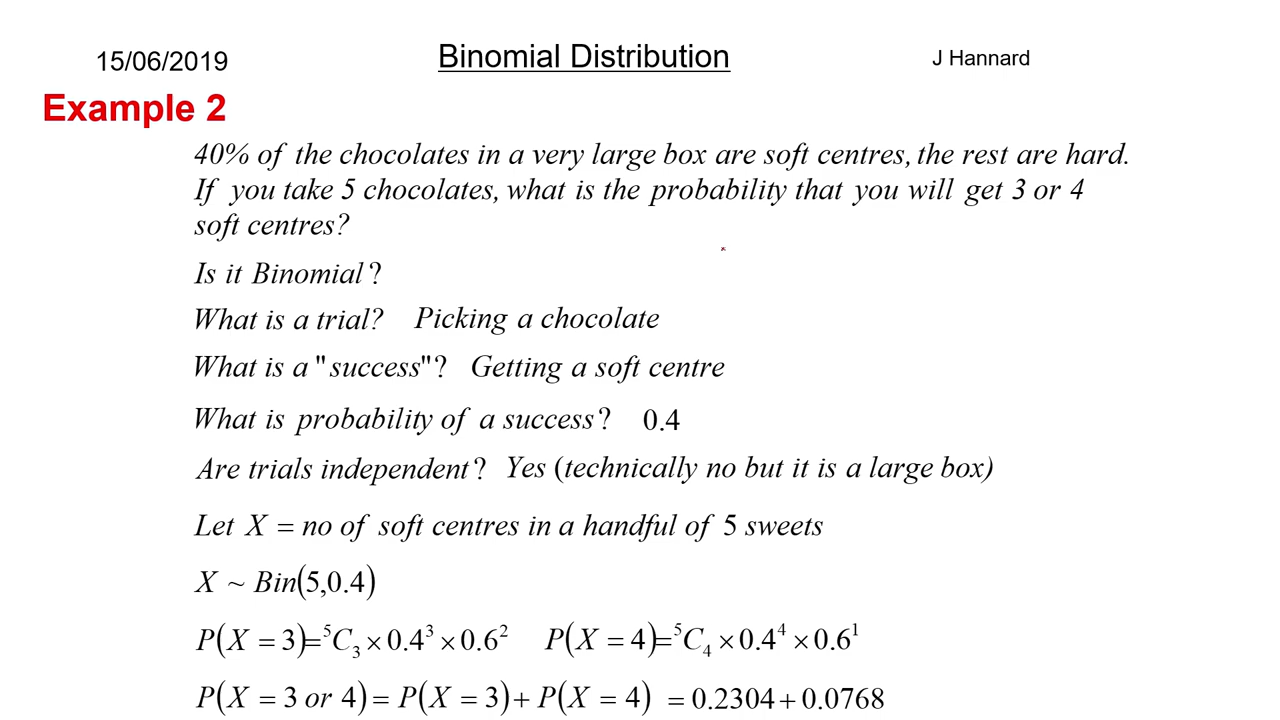 15/06/2019 Binomial Distribution J Hannard
Example 2
40% of the chocolates in a very large box are soft centres, the rest are hard.
If you take 5 chocolates, what is the probability that you will get 3 or 4
soft centres?
Is it Binomial?
What is a trial? Picking a chocolate
What is a "success"? Getting a soft centre
What is probability of a success? 0.4
Are trials independent? Yes (technically no but it is a large box)
Let X = no of soft centres in a handful of 5 sweets
X ~ Bin(5,0.4)
P(X = 3)=⁵C₃ × 0.4³ × 0.6² P(X = 4)=⁵C₄ × 0.4⁴ × 0.6¹
P(X = 3 or 4) = P(X = 3) + P(X = 4) = 0.2304 + 0.0768